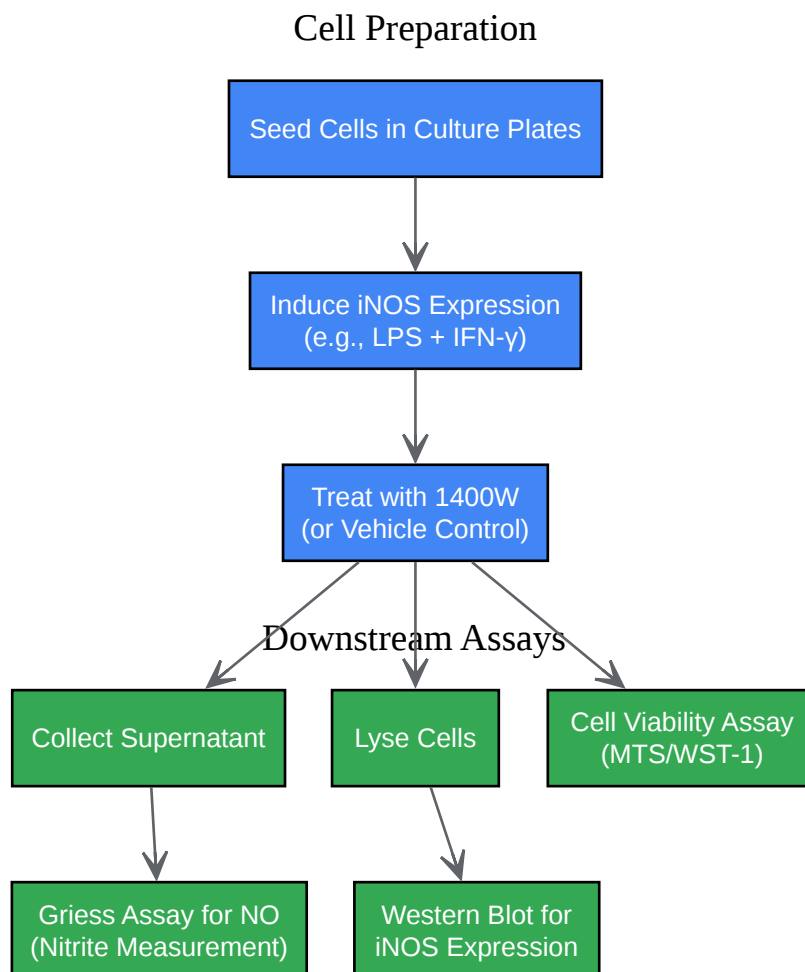 Cell Preparation
Seed Cells in Culture Plates
Induce iNOS Expression
(e.g., LPS + IFN-γ)
Treat with 1400W
(or Vehicle Control)
Downstream Assays
Collect Supernatant
Lyse Cells
Cell Viability Assay
(MTS/WST-1)
Griess Assay for NO
(Nitrite Measurement)
Western Blot for
iNOS Expression